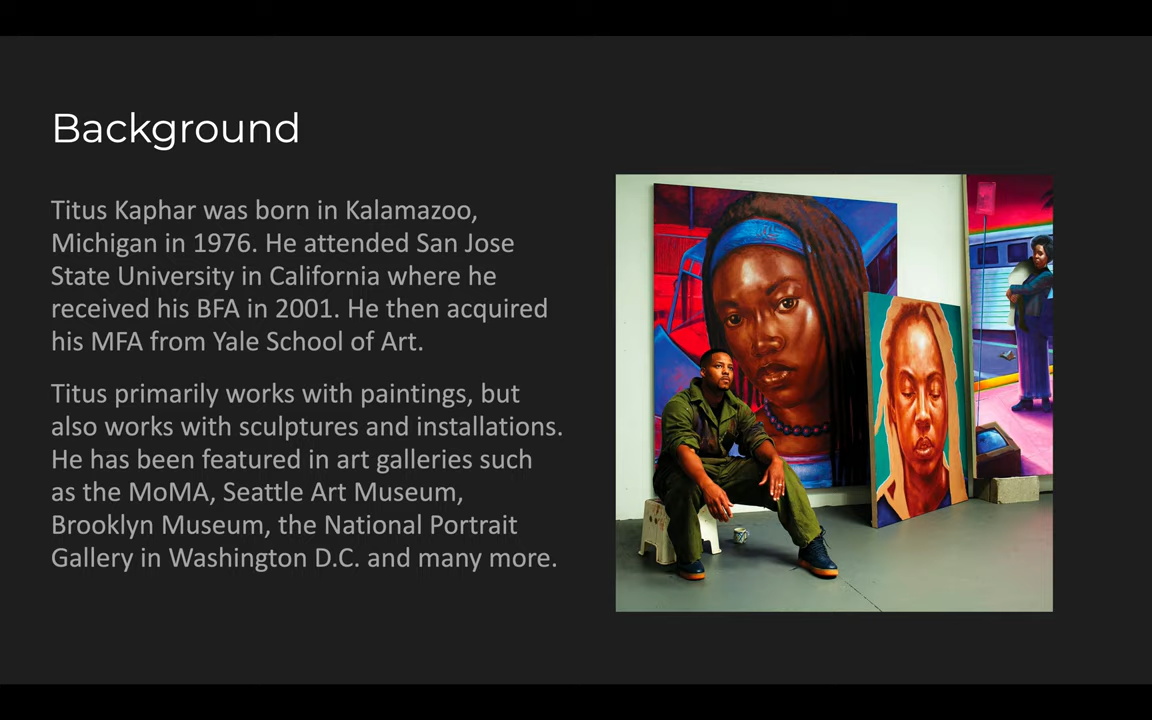 Background
Titus Kaphar was born in Kalamazoo,
Michigan in 1976. He attended San Jose
State University in California where he
received his BFA in 2001. He then acquired
his MFA from Yale School of Art.
Titus primarily works with paintings, but
also works with sculptures and installations.
He has been featured in art galleries such
as the MoMA, Seattle Art Museum,
Brooklyn Museum, the National Portrait
Gallery in Washington D.C. and many more.